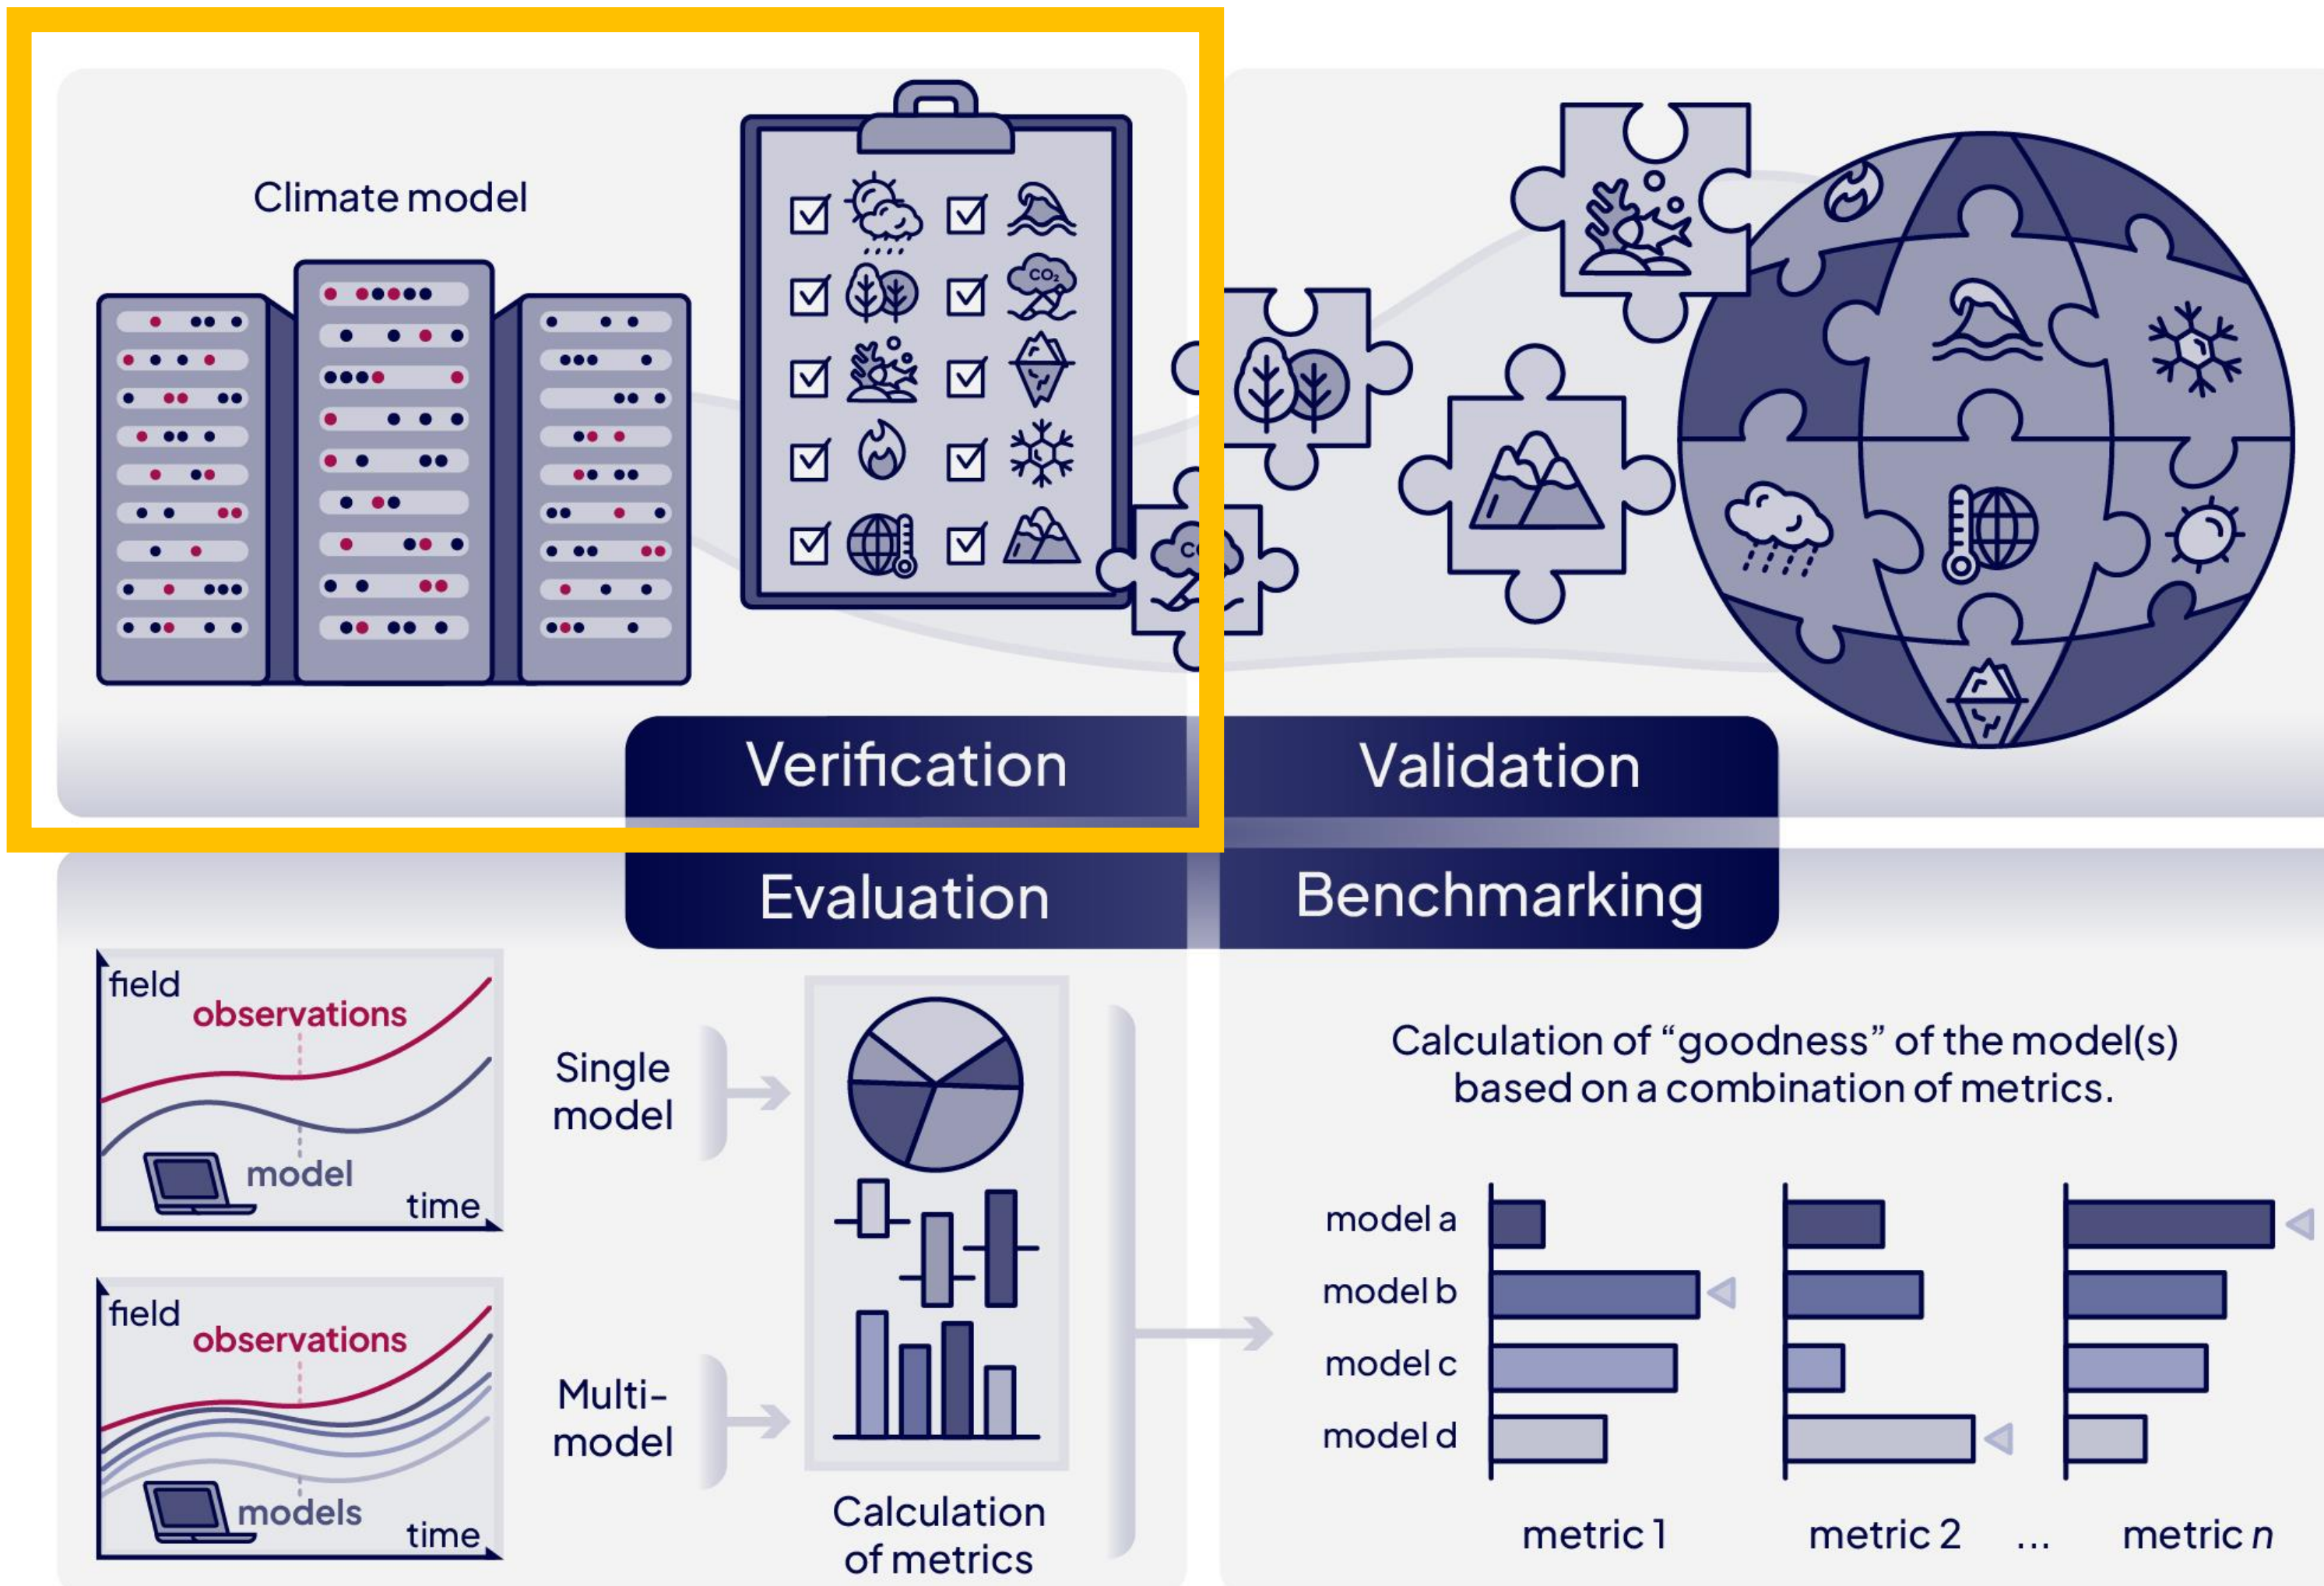 Climate model
CO₂
Verification
Validation
Evaluation
Benchmarking
field
observations
model
time
Single
model
field
observations
models
time
Multi-
model
Calculation
of metrics
Calculation of “goodness” of the model(s)
based on a combination of metrics.
model a
model b
model c
model d
metric 1
metric 2
...
metric n